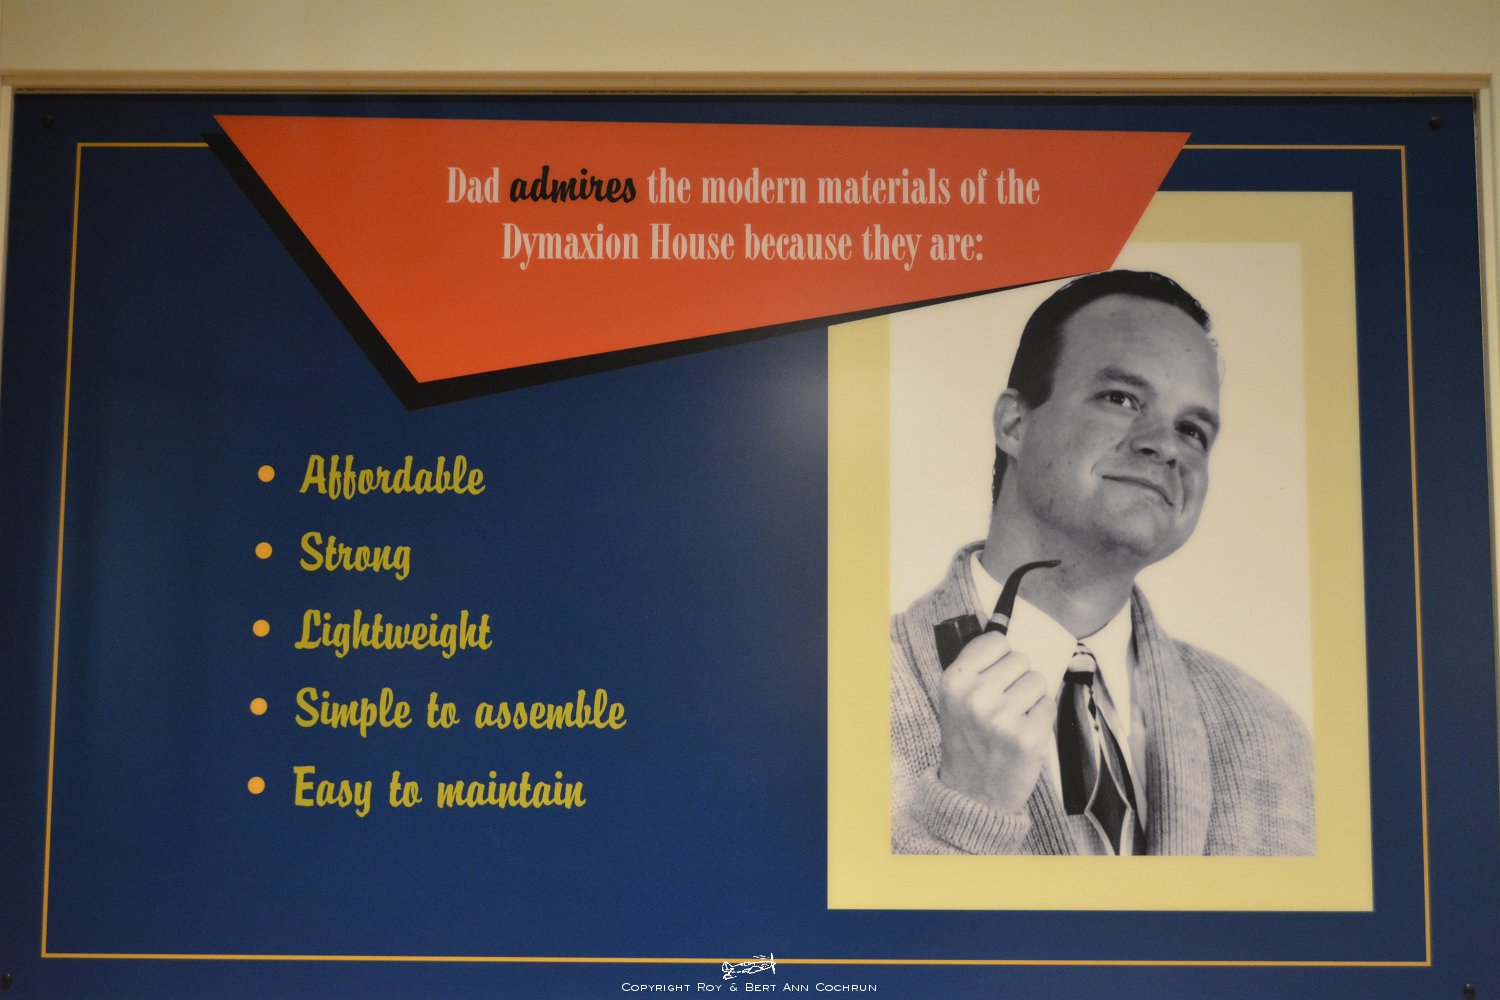 Dad admires the modern materials of the
Dymaxion House because they are:
• Affordable
• Strong
• Lightweight
• Simple to assemble
• Easy to maintain
Copyright Roy & Bert Ann Cochrun